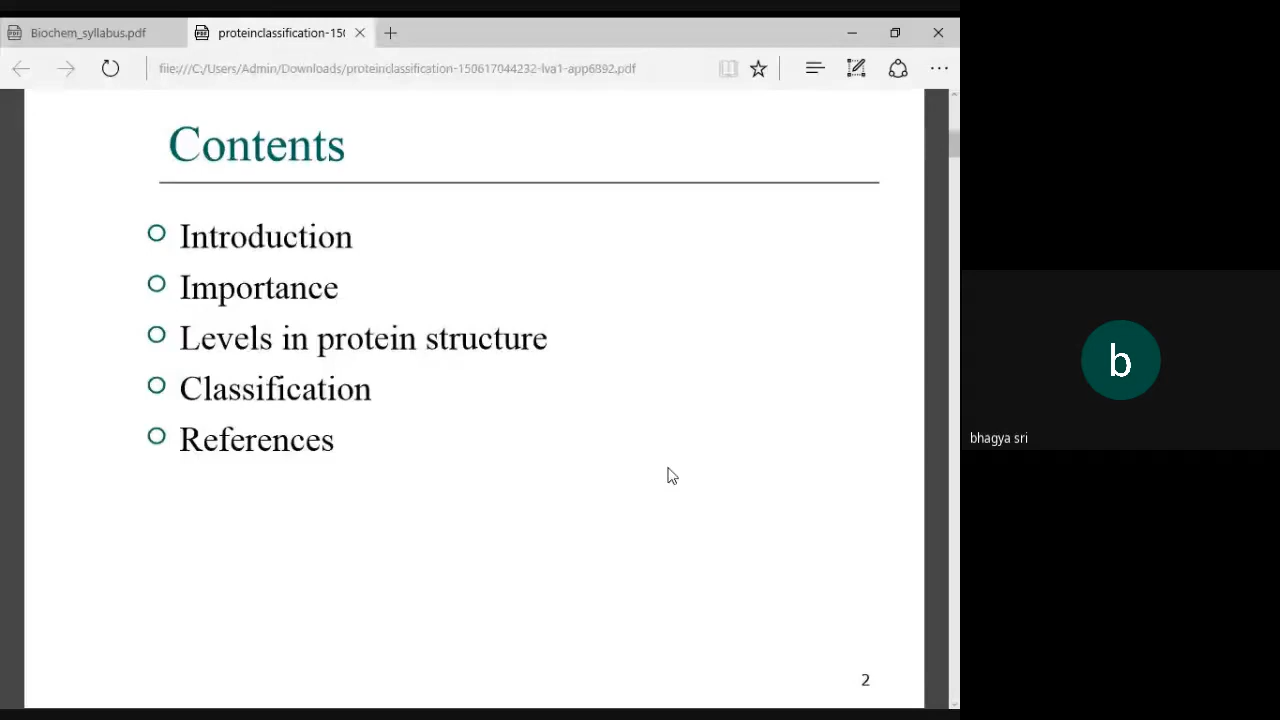 Biochem_syllabus.pdf
proteinclassification-150
file:///C:/Users/Admin/Downloads/proteinclassification-150617044232-lva1-app6892.pdf
Contents
Introduction
Importance
Levels in protein structure
Classification
References
2
b
bhagya sri